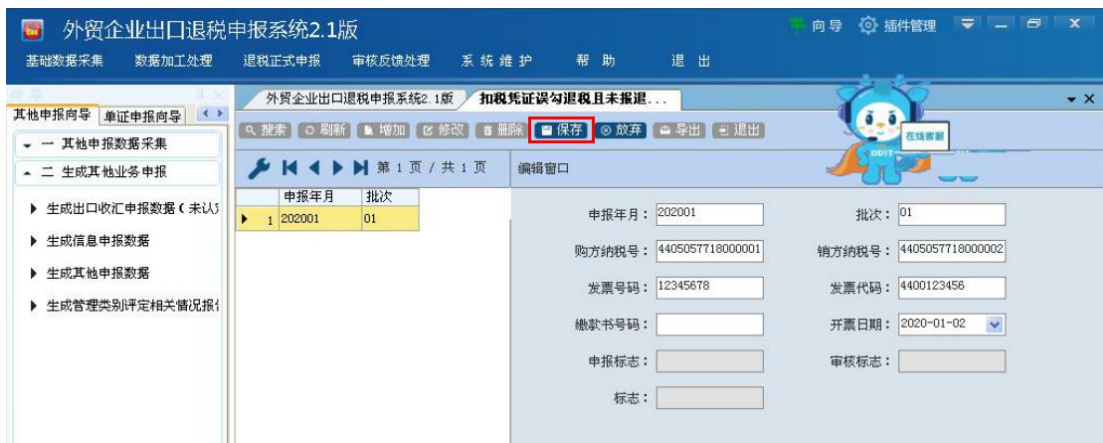 外贸企业出口退税申报系统2.1版
向导 插件管理
基础数据采集 数据加工处理 退税正式申报 审核反馈处理 系统维护 帮助 退出
向导
其他申报向导 单证申报向导
外贸企业出口退税申报系统2.1版 扣税凭证误勾退税且未报退...
搜索 刷新 增加 修改 删除 保存 放弃 导出 退出
在线客服
一 其他申报数据采集
二 生成其他业务申报
生成出口收汇申报数据(未认定
生成信息申报数据
生成其他申报数据
生成管理类别评定相关情况报告
第 1 页 / 共 1 页
编辑窗口
申报年月 批次
1 202001 01
申报年月: 202001 批次: 01
购方纳税号: 4405057718000001 销方纳税号: 4405057718000002
发票号码: 12345678 发票代码: 4400123456
缴款书号码: 开票日期: 2020-01-02
申报标志: 审核标志:
标志: